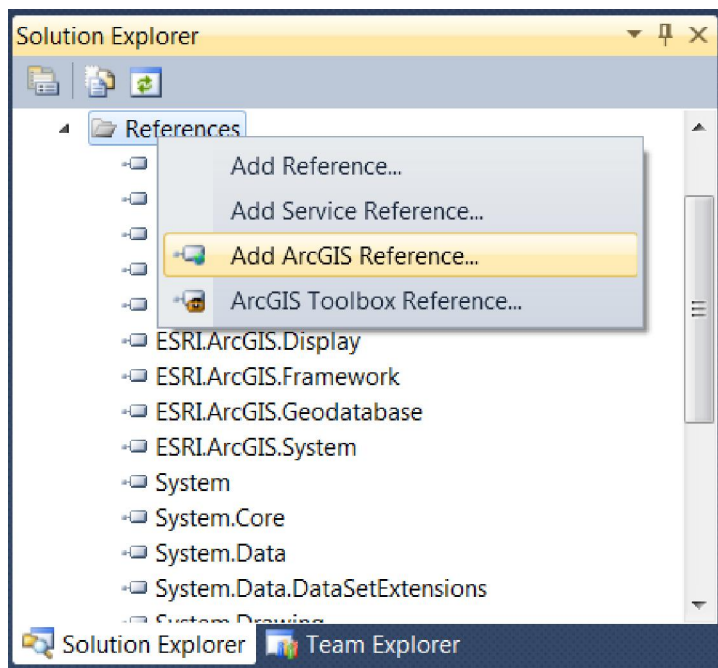 Solution Explorer
References
Add Reference...
Add Service Reference...
Add ArcGIS Reference...
ArcGIS Toolbox Reference...
ESRI.ArcGIS.Display
ESRI.ArcGIS.Framework
ESRI.ArcGIS.Geodatabase
ESRI.ArcGIS.System
System
System.Core
System.Data
System.Data.DataSetExtensions
System.Drawing
Solution Explorer
Team Explorer